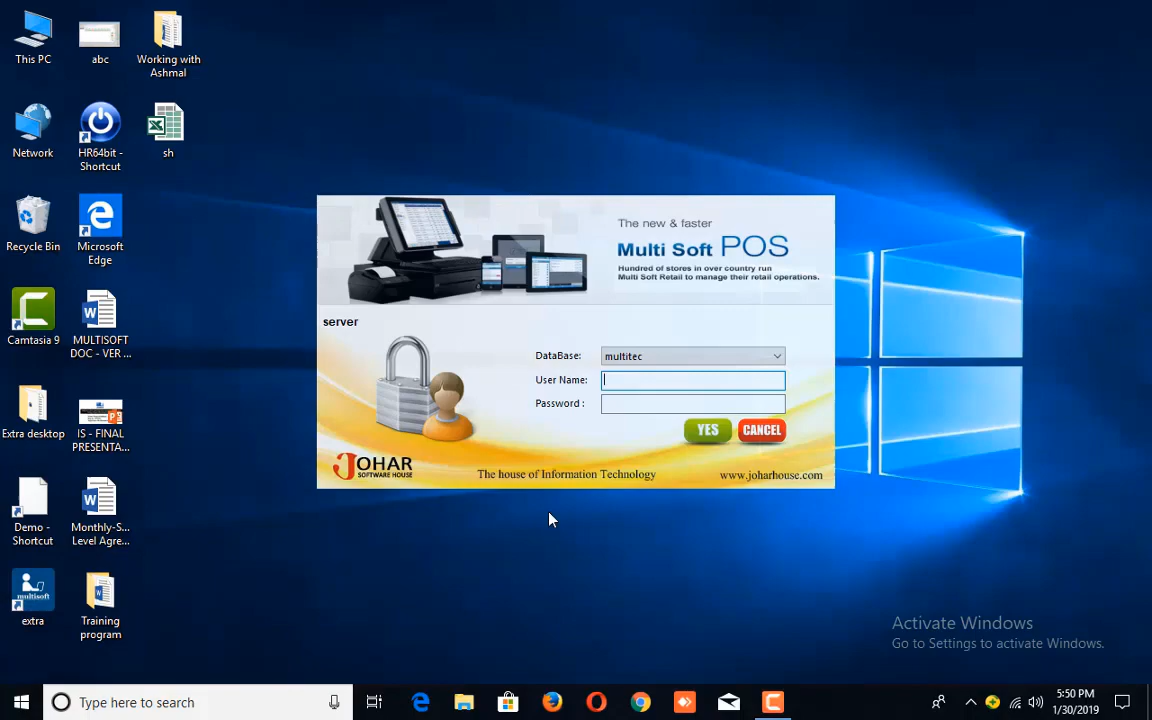 This PC
abc
Working with
Ashmal
Network
HR64bit -
Shortcut
sh
Recycle Bin
Microsoft
Edge
Camtasia 9
MULTISOFT
DOC - VER ...
Extra desktop
IS - FINAL
PRESENTA...
Demo -
Shortcut
Monthly-S...
Level Agre...
multisoft
extra
Training
program
The new & faster
Multi Soft POS
Hundred of stores in over country run
Multi Soft Retail to manage their retail operations.
server
DataBase: multitec
User Name:
Password :
YES CANCEL
JOHAR
SOFTWARE HOUSE
The house of Information Technology
www.joharhouse.com
Activate Windows
Go to Settings to activate Windows.
Type here to search
5:50 PM
1/30/2019